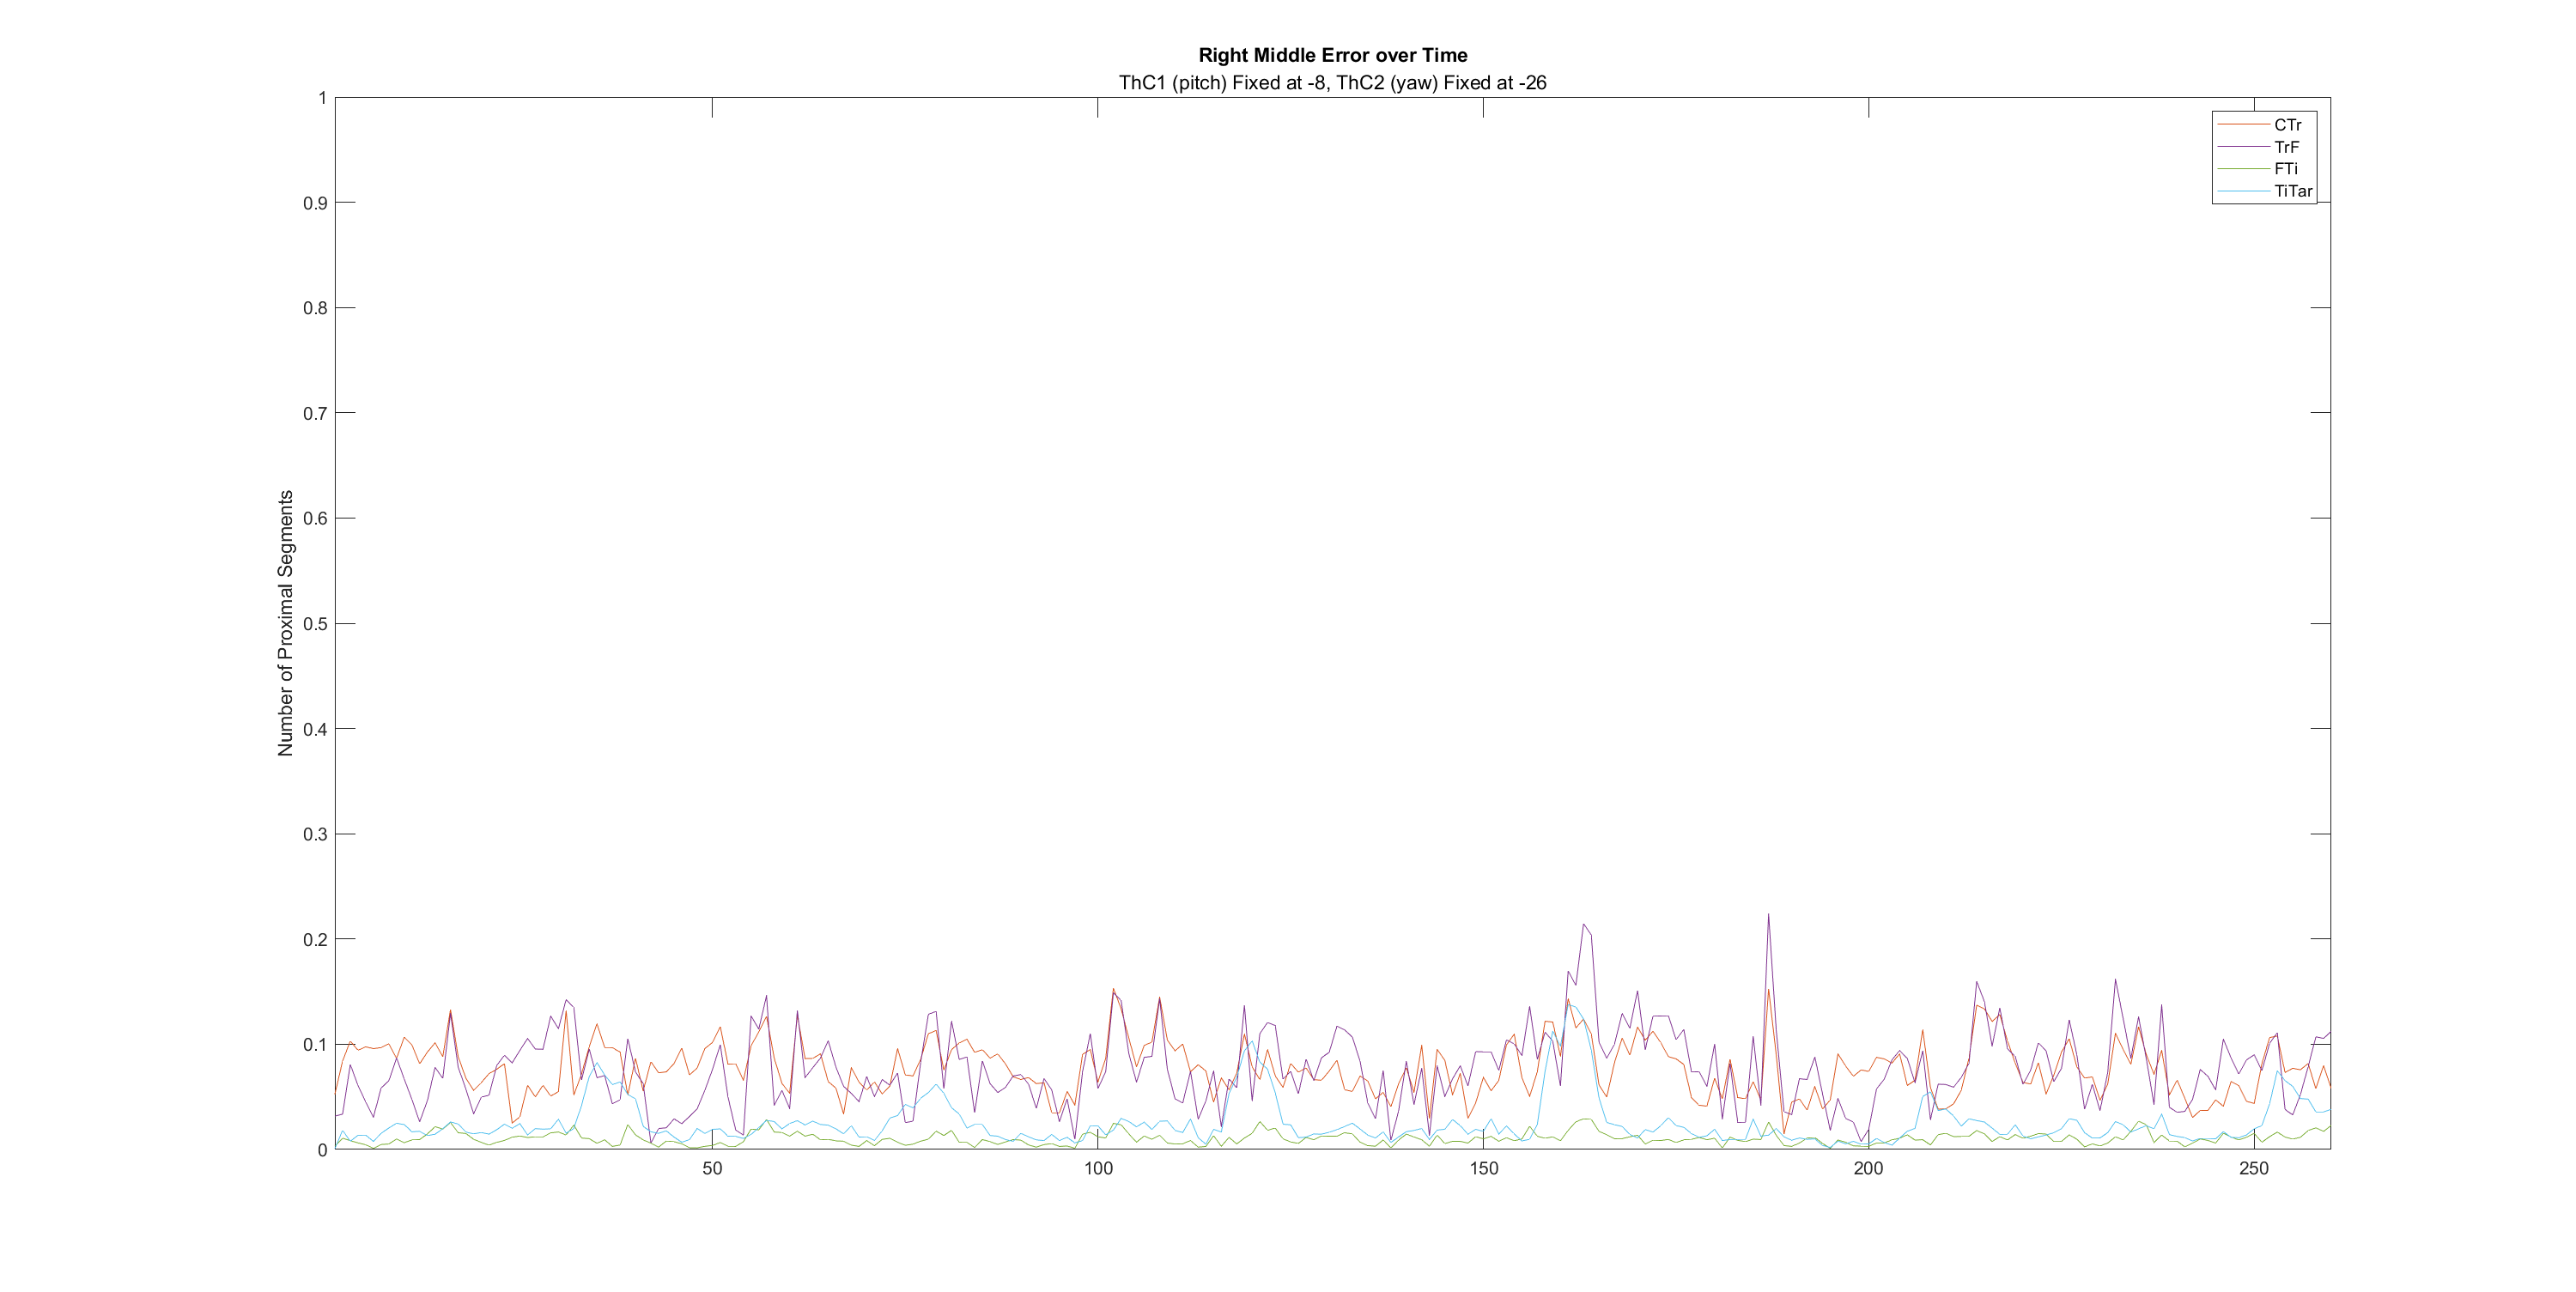 Right Middle Error over Time
ThC1 (pitch) Fixed at -8, ThC2 (yaw) Fixed at -26
1
0.9
0.8
0.7
0.6
0.5
0.4
0.3
0.2
0.1
0
Number of Proximal Segments
CTr
TrF
FTi
TiTar
50
100
150
200
250